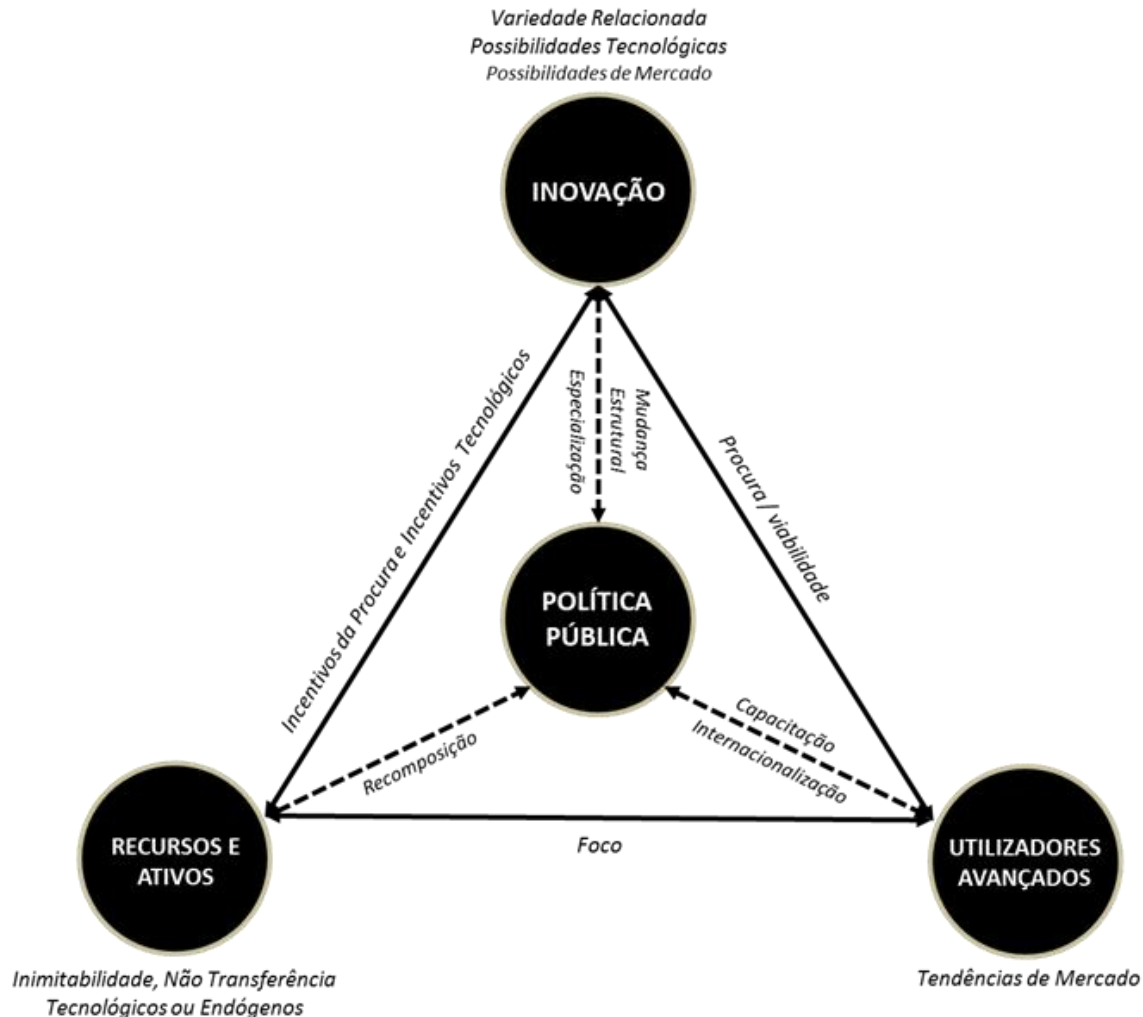 Variedade Relacionada
Possibilidades Tecnológicas
Possibilidades de Mercado
INOVAÇÃO
Incentivos da Procura e Incentivos Tecnológicos
Especialização
Mudança
Estrutural
Procura / viabilidade
POLÍTICA
PÚBLICA
Recomposição
Capacitação
Internacionalização
RECURSOS E
ATIVOS
Foco
UTILIZADORES
AVANÇADOS
Inimitabilidade, Não Transferência
Tecnológicos ou Endógenos
Tendências de Mercado